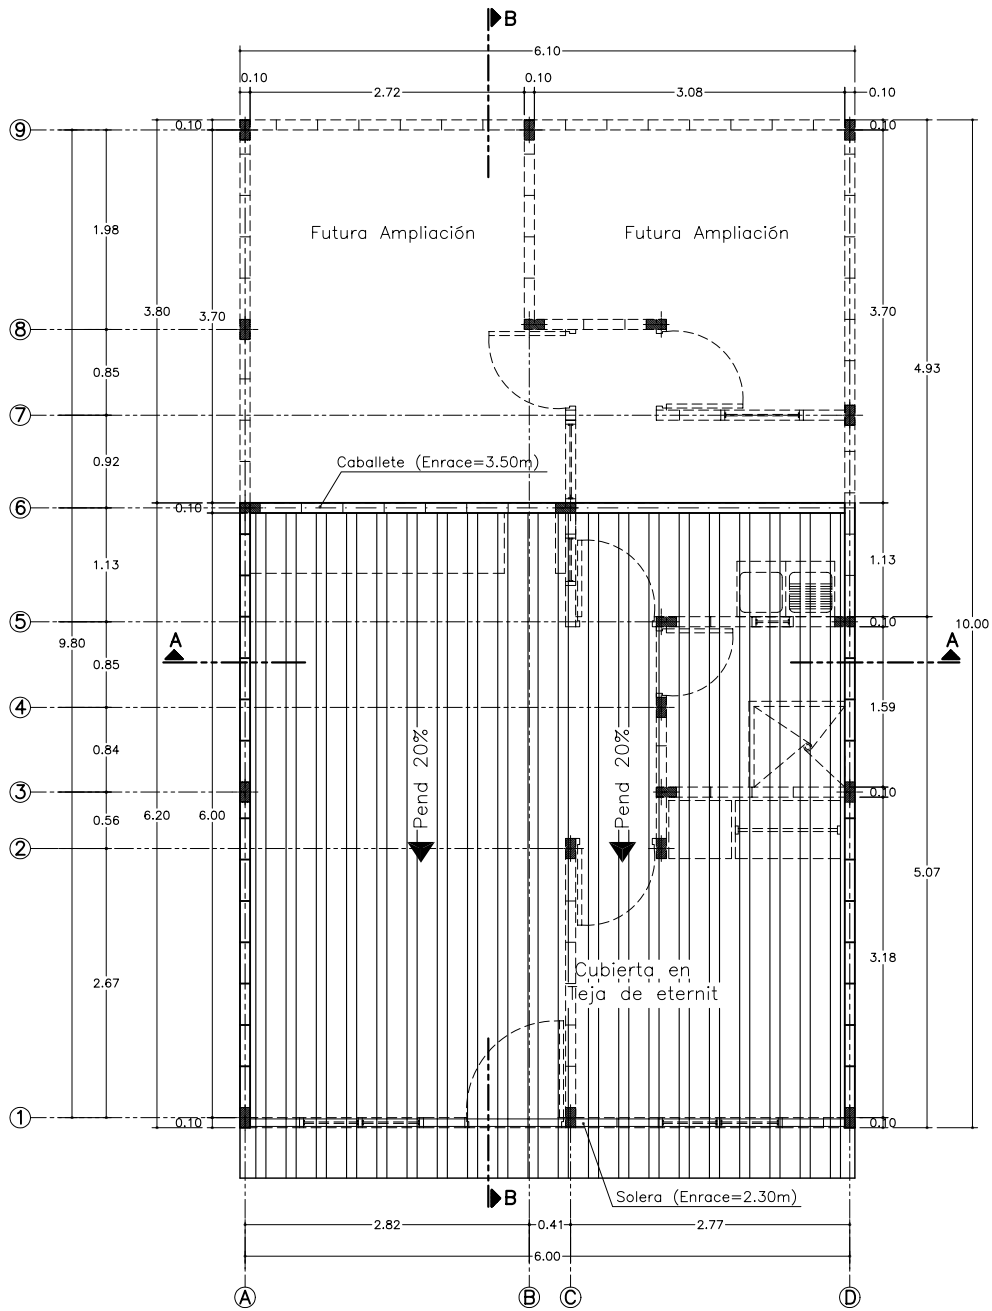 B
6.10
0.10
0.10
2.72
3.08
0.10
9
0.10
0.10
Futura Ampliación
Futura Ampliación
1.98
3.80
3.70
3.70
8
0.85
4.93
7
0.92
Caballete (Enrace=3.50m)
6
0.10
1.13
1.13
5
0.10
10.00
9.80
A
A
0.85
4
1.59
0.84
Pend 20%
Pend 20%
3
0.10
6.20
6.00
0.56
2
5.07
2.67
3.18
Cubierta en
Teja de eternit
1
0.10
0.10
B
Solera (Enrace=2.30m)
2.82
0.41
2.77
6.00
A
B
C
D